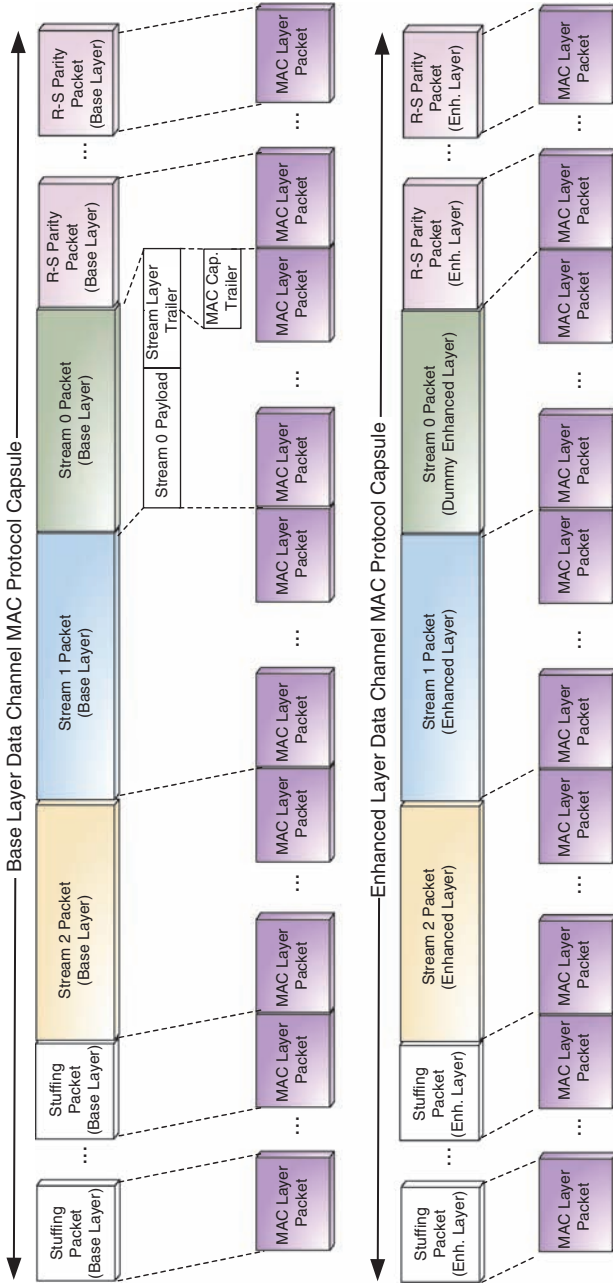 Base Layer Data Channel MAC Protocol Capsule
Stuffing
Packet
(Base Layer)
...
Stuffing
Packet
(Base Layer)
Stream 2 Packet
(Base Layer)
Stream 1 Packet
(Base Layer)
Stream 0 Packet
(Base Layer)
R-S Parity
Packet
(Base Layer)
...
R-S Parity
Packet
(Base Layer)
Stream 0 Payload
Stream Layer
Trailer
MAC Cap.
Trailer
MAC Layer
Packet
...
MAC Layer
Packet
MAC Layer
Packet
...
MAC Layer
Packet
MAC Layer
Packet
...
MAC Layer
Packet
MAC Layer
Packet
...
MAC Layer
Packet
MAC Layer
Packet
...
MAC Layer
Packet
Enhanced Layer Data Channel MAC Protocol Capsule
Stuffing
Packet
(Enh. Layer)
...
Stuffing
Packet
(Enh. Layer)
Stream 2 Packet
(Enhanced Layer)
Stream 1 Packet
(Enhanced Layer)
Stream 0 Packet
(Dummy Enhanced Layer)
R-S Parity
Packet
(Enh. Layer)
...
R-S Parity
Packet
(Enh. Layer)
MAC Layer
Packet
...
MAC Layer
Packet
MAC Layer
Packet
...
MAC Layer
Packet
MAC Layer
Packet
...
MAC Layer
Packet
MAC Layer
Packet
...
MAC Layer
Packet
MAC Layer
Packet
...
MAC Layer
Packet